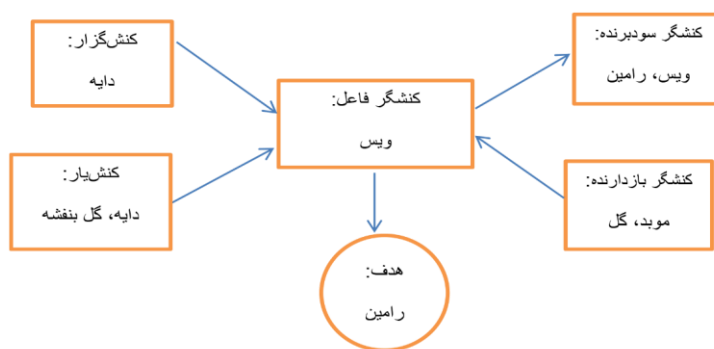 کنش‌گزار:
دایه
کنشگر سودبرنده:
ویس، رامین
کنشگر فاعل:
ویس
کنش‌یار:
دایه، گل بنفشه
کنشگر بازدارنده:
موبد، گل
هدف:
رامین